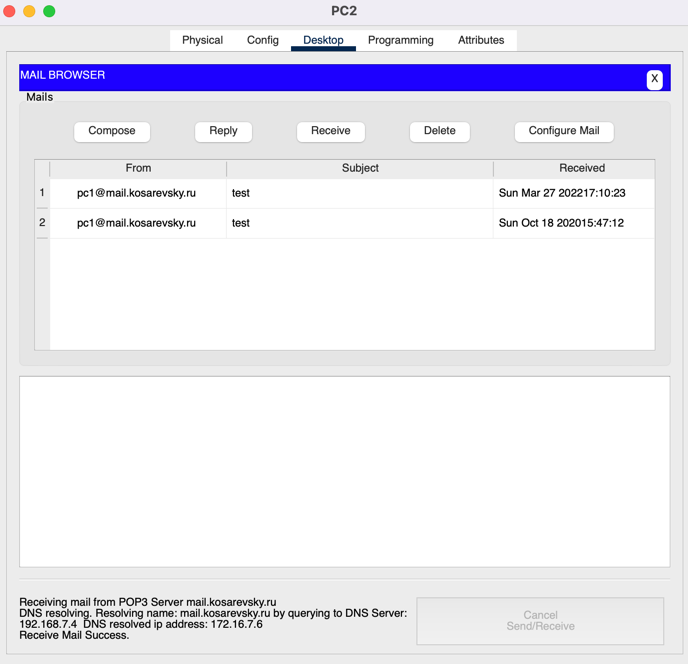 PC2
Physical Config Desktop Programming Attributes
MAIL BROWSER X
Mails
Compose Reply Receive Delete Configure Mail
From Subject Received
1 pc1@mail.kosarevsky.ru test Sun Mar 27 202217:10:23
2 pc1@mail.kosarevsky.ru test Sun Oct 18 202015:47:12
Receiving mail from POP3 Server mail.kosarevsky.ru
DNS resolving. Resolving name: mail.kosarevsky.ru by querying to DNS Server:
192.168.7.4 DNS resolved ip address: 172.16.7.6
Receive Mail Success.
Cancel
Send/Receive